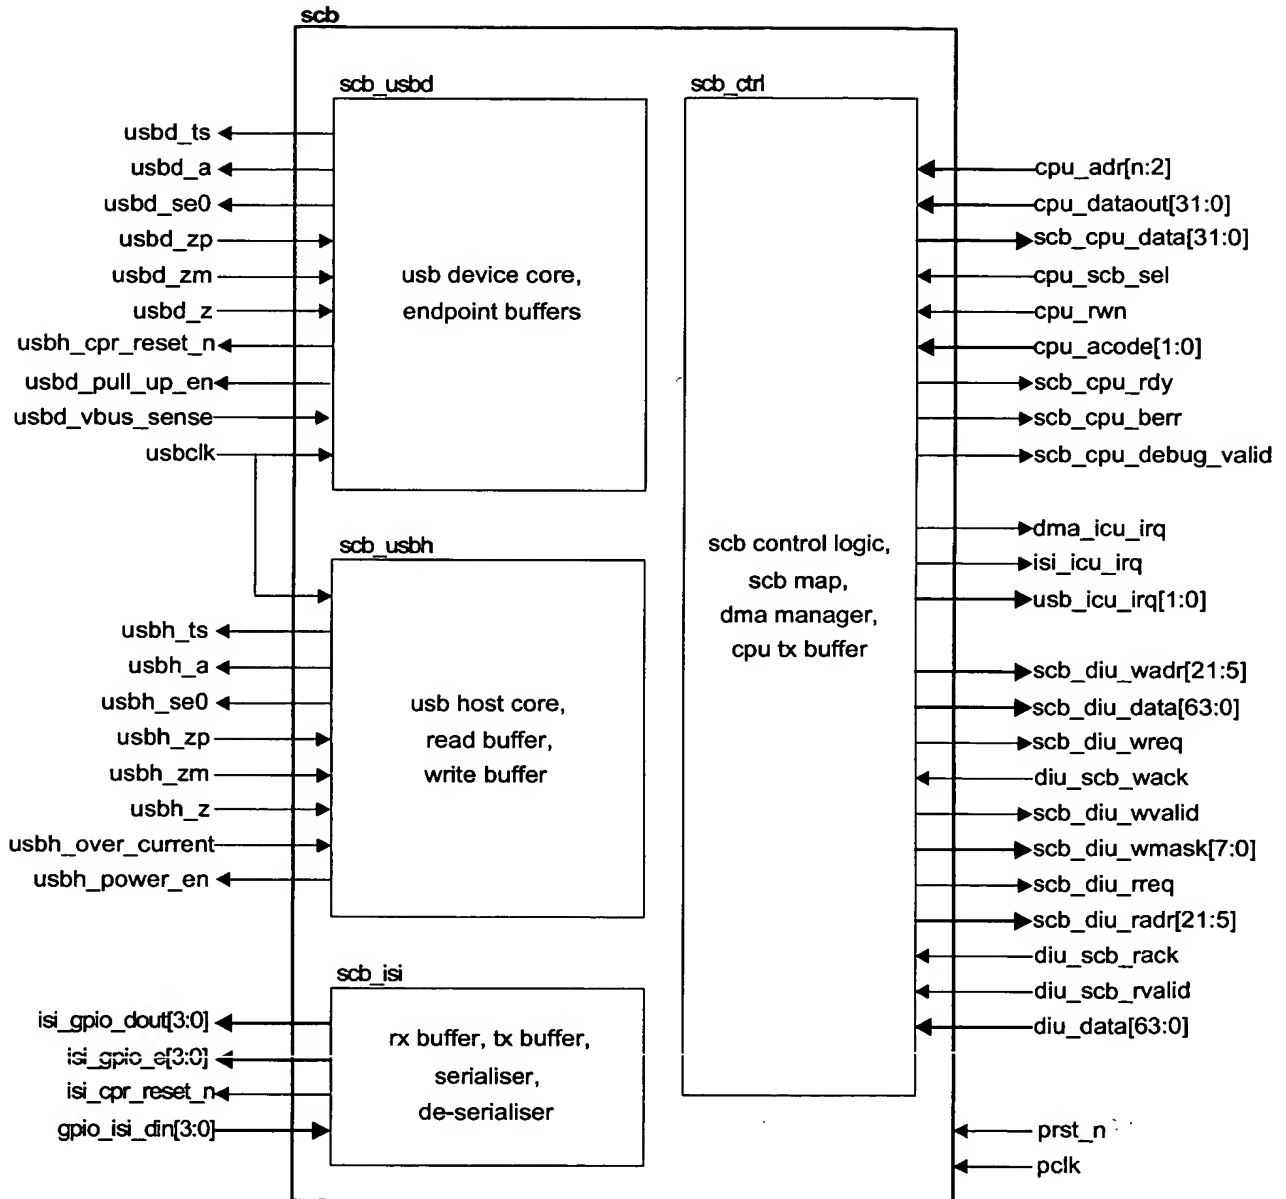 scb
scb_usbd
usbd_ts
usbd_a
usbd_se0
usbd_zp
usbd_zm
usbd_z
usbh_cpr_reset_n
usbd_pull_up_en
usbd_vbus_sense
usbclk
usb device core,
endpoint buffers
scb_usbh
usbh_ts
usbh_a
usbh_se0
usbh_zp
usbh_zm
usbh_z
usbh_over_current
usbh_power_en
usb host core,
read buffer,
write buffer
scb_isi
isi_gpio_dout[3:0]
isi_gpio_e[3:0]
isi_cpr_reset_n
gpio_isi_din[3:0]
rx buffer, tx buffer,
serialiser,
de-serialiser
scb_ctrl
scb control logic,
scb map,
dma manager,
cpu tx buffer
cpu_adr[n:2]
cpu_dataout[31:0]
scb_cpu_data[31:0]
cpu_scb_sel
cpu_rwn
cpu_acode[1:0]
scb_cpu_rdy
scb_cpu_berr
scb_cpu_debug_valid
dma_icu_irq
isi_icu_irq
usb_icu_irq[1:0]
scb_diu_wadr[21:5]
scb_diu_data[63:0]
scb_diu_wreq
diu_scb_wack
scb_diu_wvalid
scb_diu_wmask[7:0]
scb_diu_rreq
scb_diu_radr[21:5]
diu_scb_rack
diu_scb_rvalid
diu_data[63:0]
prst_n
pclk